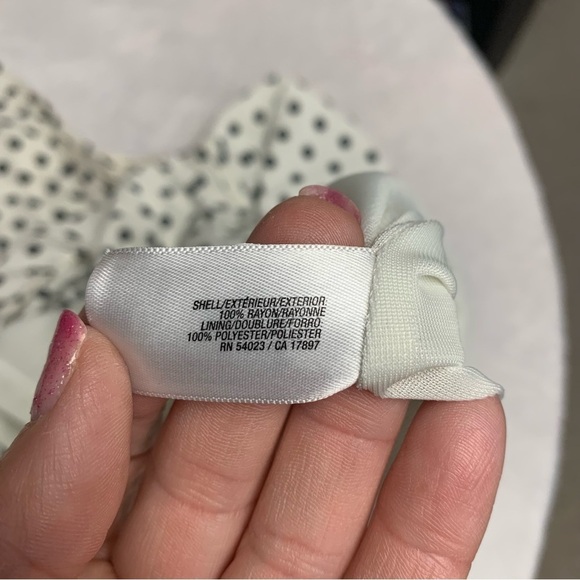 SHELL/EXTÉRIEUR/EXTERIOR
100% RAYON/RAYONNE
LINING/DOUBLURE/FORRO
100% POLYESTER/POLIESTER
RN 54023 / CA 17897